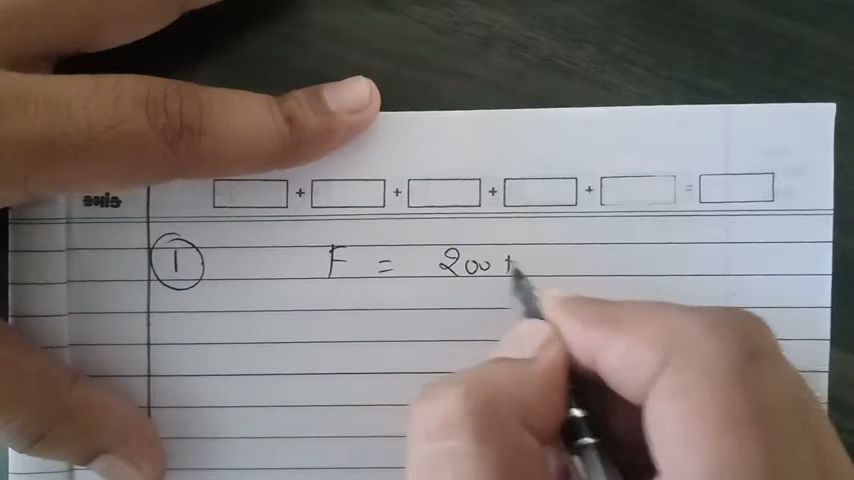 + + + + =
① F = 200 +